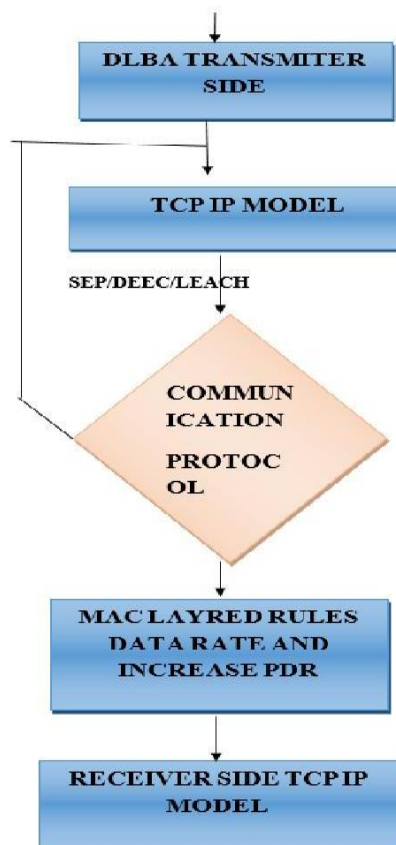 DLBA TRANSMITER
SIDE
TCP IP MODEL
SEP/DEEC/LEACH
COMMUN
ICATION
PROTOC
OL
MAC LAYRED RULES
DATA RATE AND
INCREASE PDR
RECEIVER SIDE TCP IP
MODEL